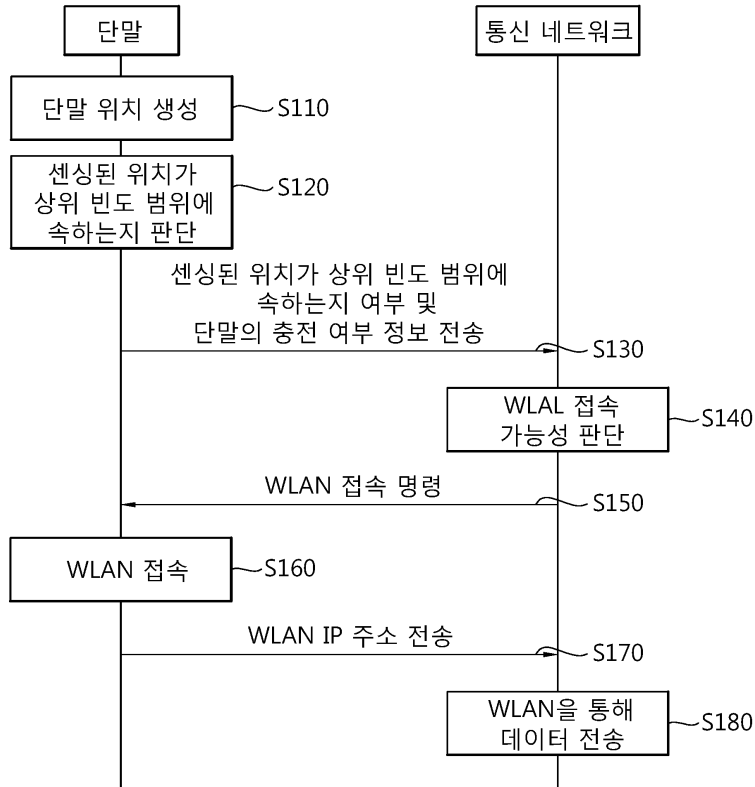 단말
통신 네트워크
단말 위치 생성
S110
센싱된 위치가
상위 빈도 범위에
속하는지 판단
S120
센싱된 위치가 상위 빈도 범위에
속하는지 여부 및
단말의 충전 여부 정보 전송
S130
WLAL 접속
가능성 판단
S140
WLAN 접속 명령
S150
WLAN 접속
S160
WLAN IP 주소 전송
S170
WLAN을 통해
데이터 전송
S180